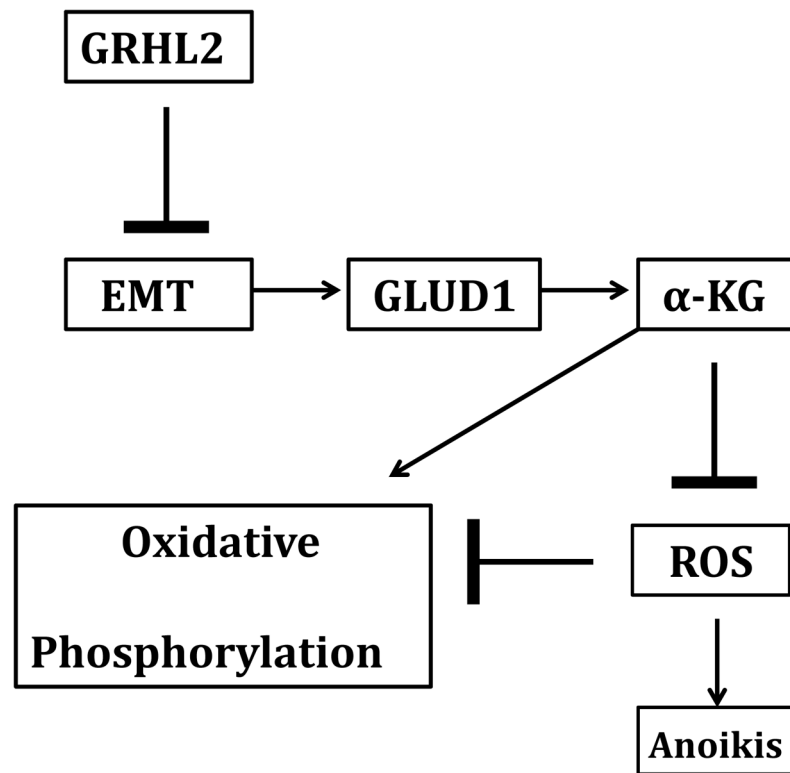 GRHL2
EMT
GLUD1
α-KG
Oxidative
Phosphorylation
ROS
Anoikis